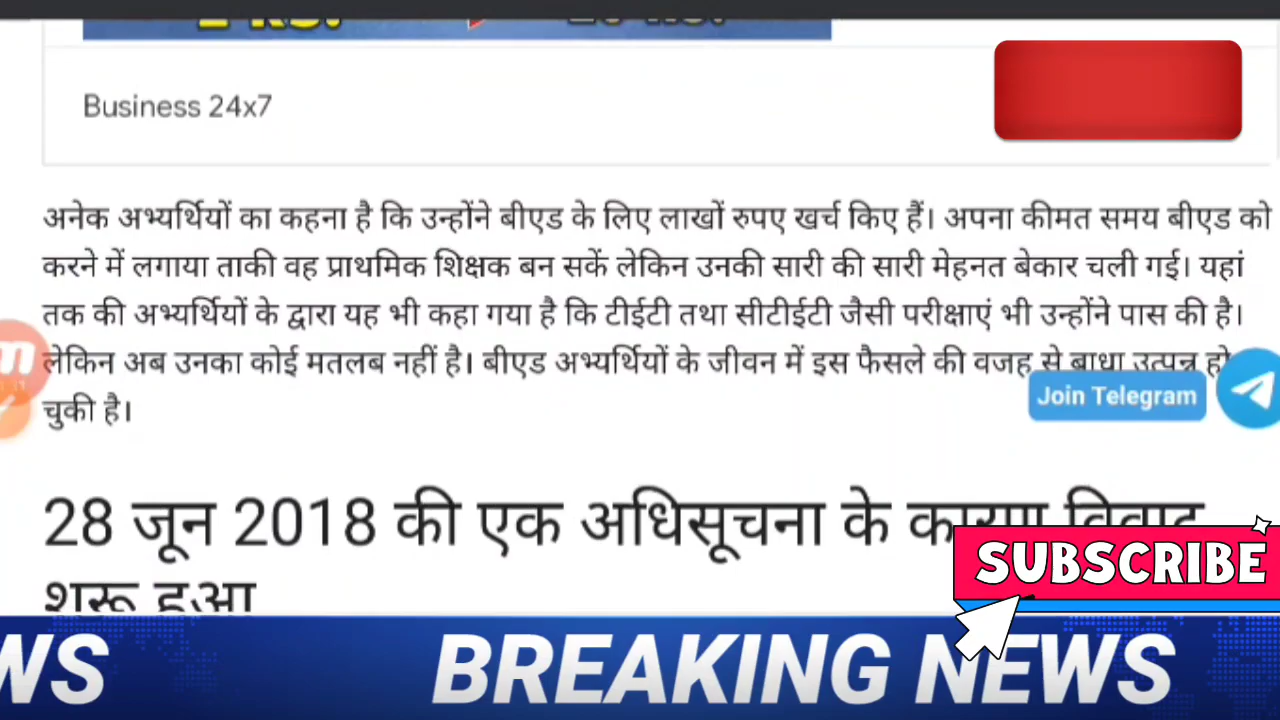 Business 24x7
अनेक अभ्यर्थियों का कहना है कि उन्होंने बीएड के लिए लाखों रुपए खर्च किए हैं। अपना कीमत समय बीएड को
करने में लगाया ताकी वह प्राथमिक शिक्षक बन सकें लेकिन उनकी सारी की सारी मेहनत बेकार चली गई। यहां
तक की अभ्यर्थियों के द्वारा यह भी कहा गया है कि टीईटी तथा सीटीईटी जैसी परीक्षाएं भी उन्होंने पास की है।
लेकिन अब उनका कोई मतलब नहीं है। बीएड अभ्यर्थियों के जीवन में इस फैसले की वजह से बाधा उत्पन्न हो
चुकी है।
Join Telegram
28 जून 2018 की एक अधिसूचना के कारण विवाद
शुरू हुआ
SUBSCRIBE
WS BREAKING NEWS